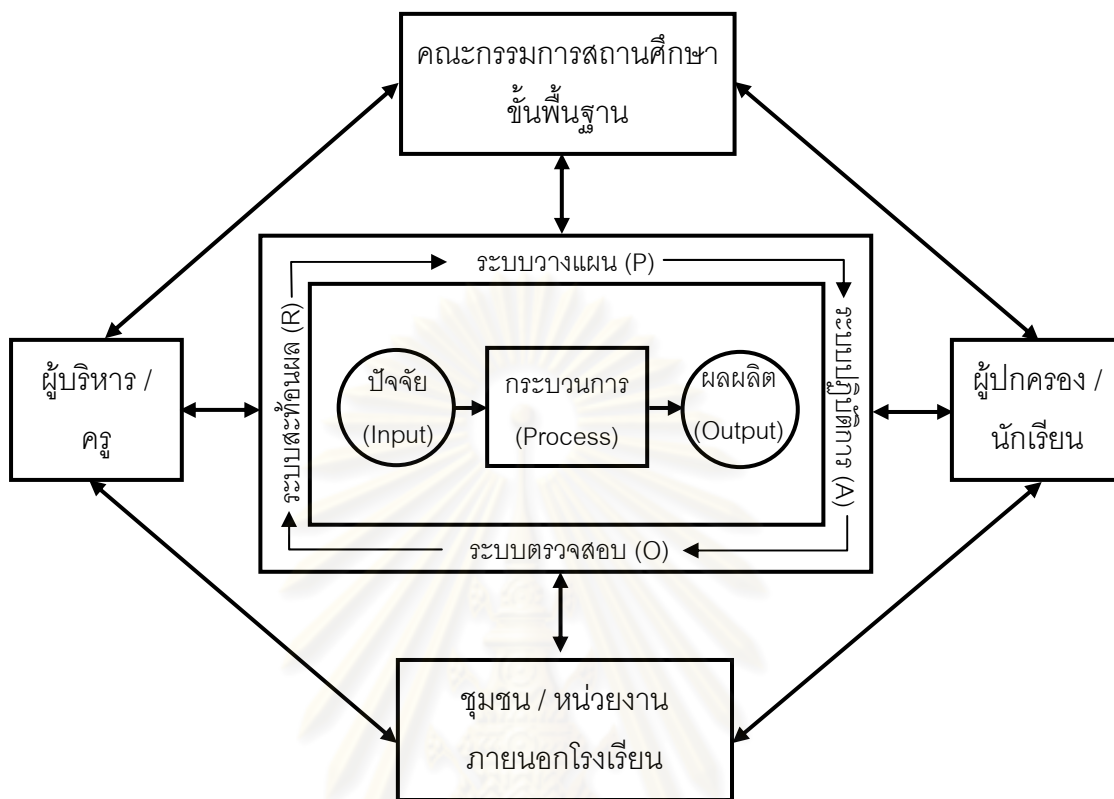 คณะกรรมการสถานศึกษา
ขั้นพื้นฐาน
ระบบวางแผน (P)
ระบบสะท้อนผล (R)
ระบบปฏิบัติการ (A)
ผู้บริหาร /
ครู
ปัจจัย
(Input)
กระบวนการ
(Process)
ผลผลิต
(Output)
ผู้ปกครอง /
นักเรียน
ระบบตรวจสอบ (O)
ชุมชน / หน่วยงาน
ภายนอกโรงเรียน